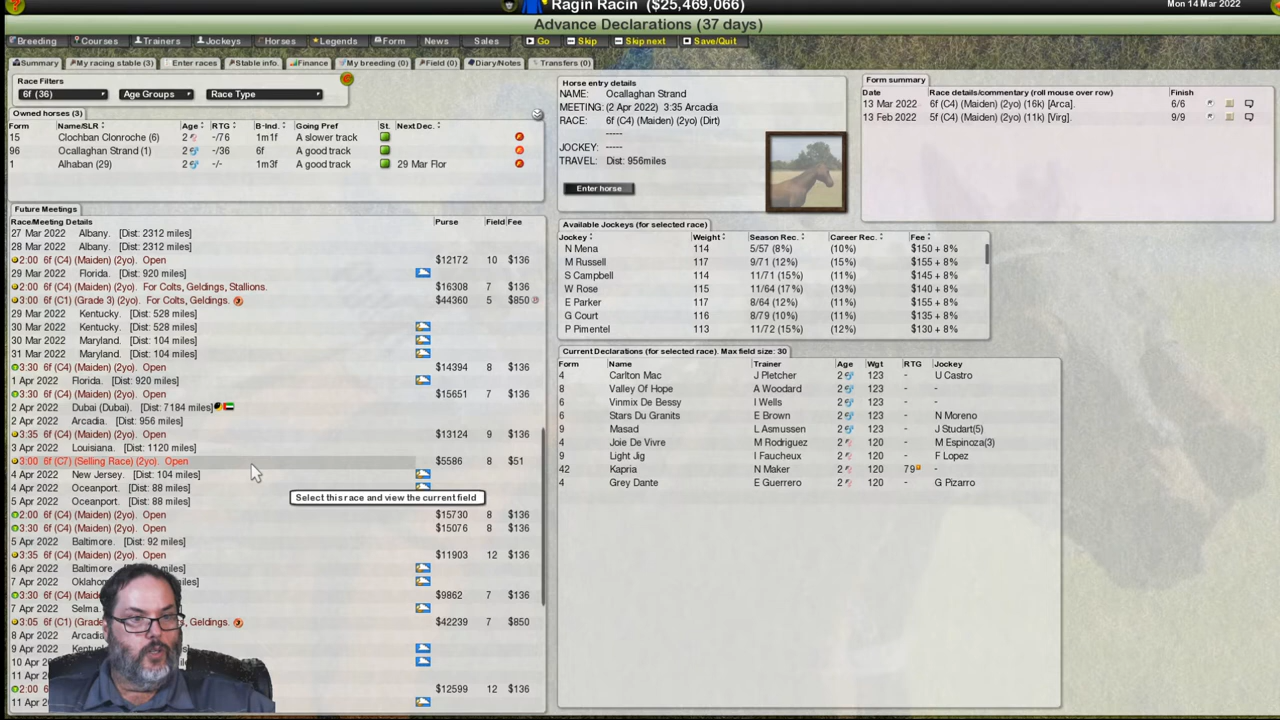 Ragin Racin ($25,469,066)
Mon 14 Mar 2022
Advance Declarations (37 days)
Breeding Courses Trainers Jockeys Horses Legends Form News Sales Go Skip Skip next Save/Quit
Summary My racing stable (3) Enter races Stable info. Finance My breeding (0) Field (0) Diary/Notes Transfers (0)
Race Filters
6f (36) Age Groups Race Type
Owned horses (3)
Form Name/SLR Age RTG B-Ind. Going Pref St. Next Dec.
15 Clochban Clonroche (6) 2 -/76 1m1f A slower track
96 Ocallaghan Strand (1) 2 -/36 6f A good track
1 Alhaban (29) 2 -/- 1m3f A good track 29 Mar Flor
Future Meetings
Race/Meeting Details Purse Field Fee
27 Mar 2022 Albany. [Dist: 2312 miles]
28 Mar 2022 Albany. [Dist: 2312 miles]
2:00 6f (C4) (Maiden) (2yo). Open $12172 10 $136
29 Mar 2022 Florida. [Dist: 920 miles]
2:00 6f (C4) (Maiden) (2yo). For Colts, Geldings, Stallions. $16308 7 $136
3:00 6f (C1) (Grade 3) (2yo). For Colts, Geldings. $44360 5 $850
29 Mar 2022 Kentucky. [Dist: 528 miles]
30 Mar 2022 Kentucky. [Dist: 528 miles]
30 Mar 2022 Maryland. [Dist: 104 miles]
31 Mar 2022 Maryland. [Dist: 104 miles]
3:30 6f (C4) (Maiden) (2yo). Open $14394 8 $136
1 Apr 2022 Florida. [Dist: 920 miles]
3:30 6f (C4) (Maiden) (2yo). Open $15651 7 $136
2 Apr 2022 Dubai (Dubai). [Dist: 7184 miles]
2 Apr 2022 Arcadia. [Dist: 956 miles]
3:35 6f (C4) (Maiden) (2yo). Open $13124 9 $136
3 Apr 2022 Louisiana. [Dist: 1120 miles]
3:00 6f (C7) (Selling Race) (2yo). Open $5586 8 $51
4 Apr 2022 New Jersey. [Dist: 104 miles]
4 Apr 2022 Oceanport. [Dist: 88 miles]
5 Apr 2022 Oceanport. [Dist: 88 miles]
Select this race and view the current field
2:00 6f (C4) (Maiden) (2yo). Open $15730 8 $136
3:30 6f (C4) (Maiden) (2yo). Open $15076 8 $136
5 Apr 2022 Baltimore. [Dist: 92 miles]
3:35 6f (C4) (Maiden) (2yo). Open $11903 12 $136
6 Apr 2022 Baltimore. miles]
7 Apr 2022 miles]
3:30 6f (C4) (2yo). Open $9862 7 $136
7 Apr 2022 Selma. miles]
3:05 6f (C1) (Grade Geldings. $42239 7 $850
8 Apr 2022
9 Apr 2022
10 Apr
11 Apr
2:00 $12599 12 $136
11 Apr
Horse entry details
NAME: Ocallaghan Strand
MEETING: (2 Apr 2022) 3:35 Arcadia
RACE: 6f (C4) (Maiden) (2yo) (Dirt)
-----
JOCKEY: -----
TRAVEL: Dist: 956miles
Enter horse
Form summary
Date Race details/commentary (roll mouse over row) Finish
13 Mar 2022 6f (C4) (Maiden) (2yo) (16k) [Arca]. 6/6
13 Feb 2022 5f (C4) (Maiden) (2yo) (11k) [Virg]. 9/9
Available Jockeys (for selected race)
Jockey Weight Season Rec. Career Rec. Fee
N Mena 114 5/57 (8%) (10%) $150 + 8%
M Russell 117 9/71 (12%) (15%) $155 + 8%
S Campbell 114 11/71 (15%) (11%) $145 + 8%
W Rose 115 11/64 (17%) (12%) $140 + 8%
E Parker 117 8/64 (12%) (11%) $155 + 8%
G Court 116 8/79 (10%) (11%) $135 + 8%
P Pimentel 113 11/72 (15%) (12%) $130 + 8%
Current Declarations (for selected race). Max field size: 30
Form Name Trainer Age Wgt RTG Jockey
4 Carlton Mac J Pletcher 2 123 - U Castro
8 Valley Of Hope A Woodard 2 123 - -
6 Vinmix De Bessy I Wells 2 123 - -
6 Stars Du Granits E Brown 2 123 - N Moreno
9 Masad L Asmussen 2 123 - J Studart(5)
4 Joie De Vivre M Rodriguez 2 120 - M Espinoza(3)
9 Light Jig I Faucheux 2 120 - F Lopez
42 Kapria N Maker 2 120 79 -
4 Grey Dante E Guerrero 2 120 - G Pizarro